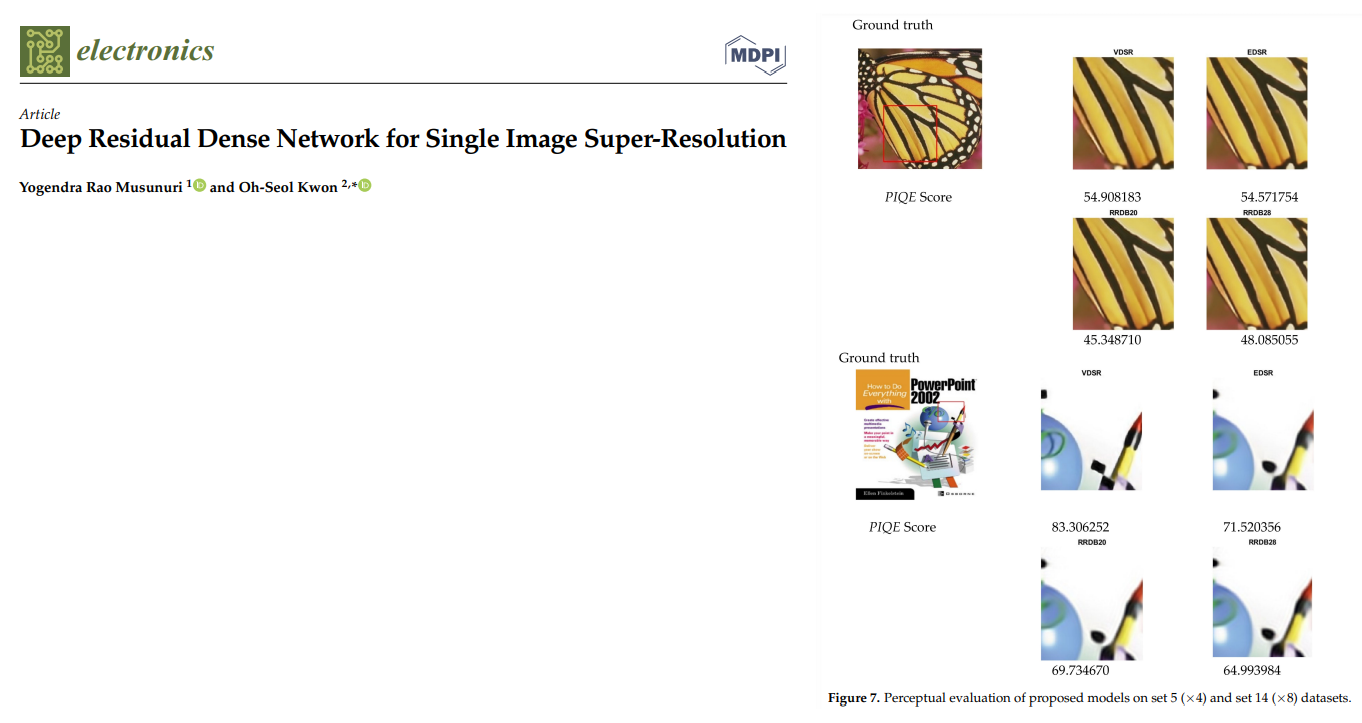 electronics
MDPI
Article
Deep Residual Dense Network for Single Image Super-Resolution
Yogendra Rao Musunuri 1 and Oh-Seol Kwon 2,*
Ground truth
VDSR EDSR
PIQE Score 54.908183 54.571754
RRDB20 RRDB28
45.348710 48.085055
Ground truth
VDSR EDSR
How to Do
Everything
with
PowerPoint
2002
Ellen Finkelstein
PIQE Score 83.306252 71.520356
RRDB20 RRDB28
69.734670 64.993984
Figure 7. Perceptual evaluation of proposed models on set 5 (×4) and set 14 (×8) datasets.